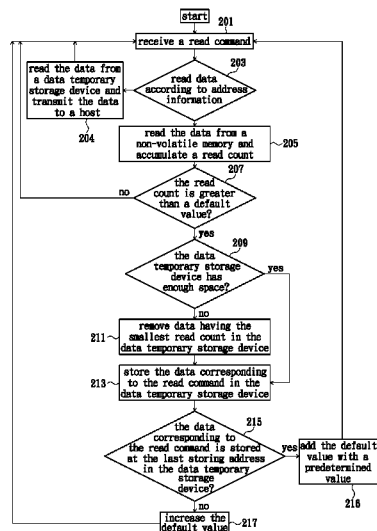 start
201
receive a read command
203
read data
according to address
information
read the data from
a data temporary
storage device and
transmit the data
to a host
204
read the data from a
non-volatile memory and
accumulate a read count
205
207
the read
count is greater
than a default
value?
no
yes
209
the data
temporary storage
device has
enough space?
yes
no
211
remove data having the
smallest read count in the
data temporary storage device
213
store the data corresponding
to the read command in the
data temporary storage device
215
the data
corresponding to
the read command is stored
at the last storing address
in the data temporary
storage
device?
yes
add the default
value with a
predetermined
value
216
no
increase the
default value
217